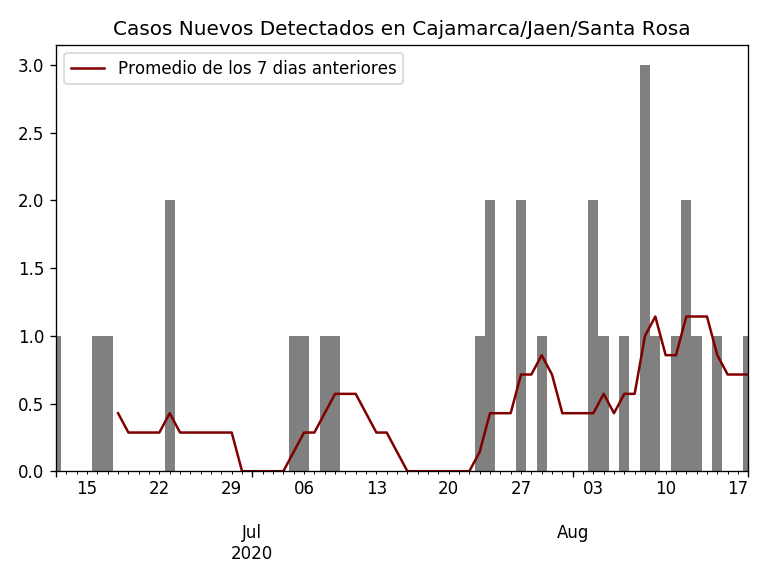 Casos Nuevos Detectados en Cajamarca/Jaen/Santa Rosa
Promedio de los 7 dias anteriores
3.0
2.5
2.0
1.5
1.0
0.5
0.0
15 22 29 06 13 20 27 03 10 17
Jul Aug
2020